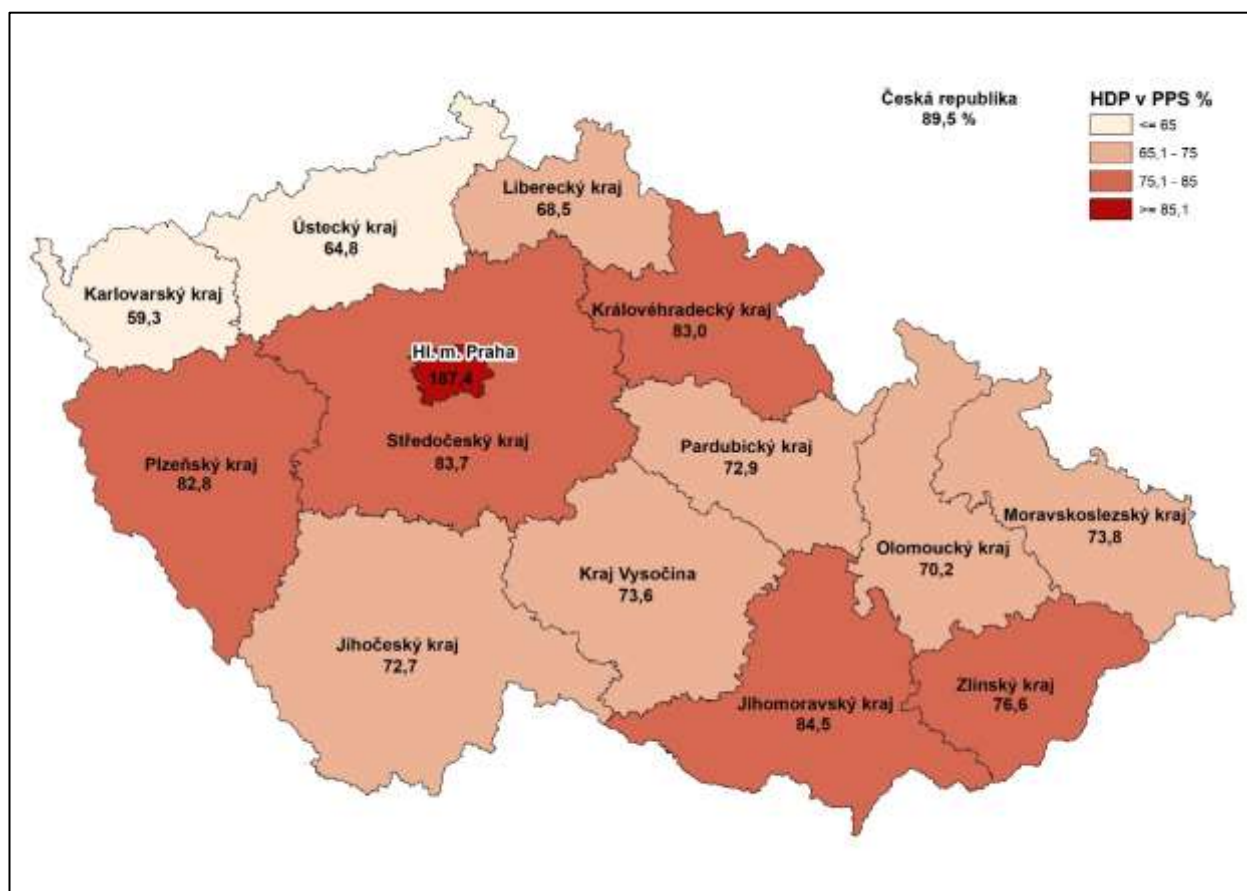 Česká republika
89,5 %
HDP v PPS %
<= 65
65,1 - 75
75,1 - 85
>= 85,1
Liberecký kraj
68,5
Ústecký kraj
64,8
Karlovarský kraj
59,3
Královéhradecký kraj
83,0
Hl. m. Praha
187,4
Středočeský kraj
83,7
Plzeňský kraj
82,8
Pardubický kraj
72,9
Moravskoslezský kraj
73,8
Olomoucký kraj
70,2
Kraj Vysočina
73,6
Jihočeský kraj
72,7
Zlínský kraj
76,6
Jihomoravský kraj
84,5